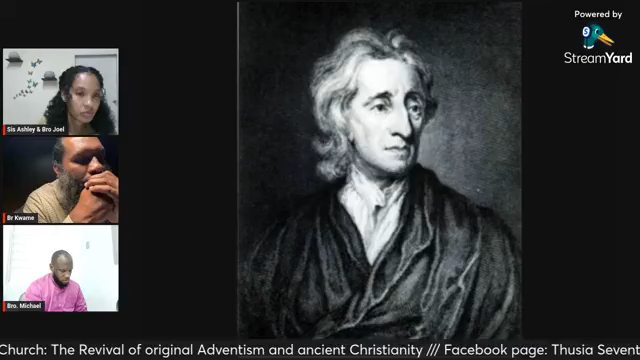 Powered by
StreamYard
Sis Ashley & Bro Joel
Br Kwame
Bro. Michael
Church: The Revival of original Adventism and ancient Christianity /// Facebook page: Thusia Sevent